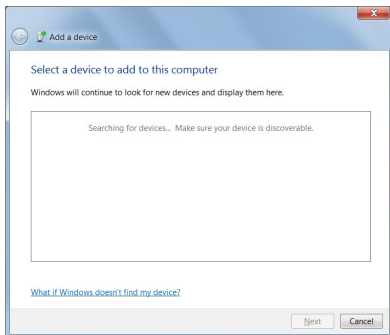 Add a device
Select a device to add to this computer
Windows will continue to look for new devices and display them here.
Searching for devices... Make sure your device is discoverable.
What if Windows doesn't find my device?
Next Cancel